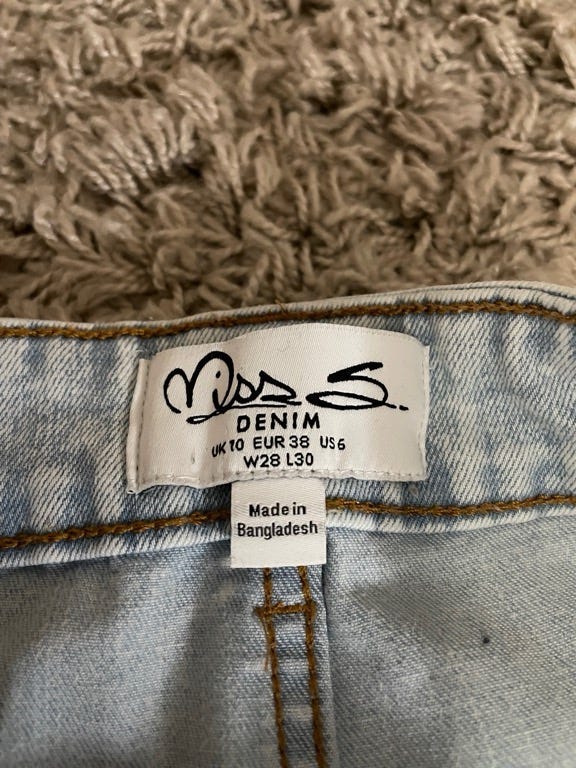 Miss S.
DENIM
UK 10 EUR 38 US 6
W28 L30
Made in
Bangladesh